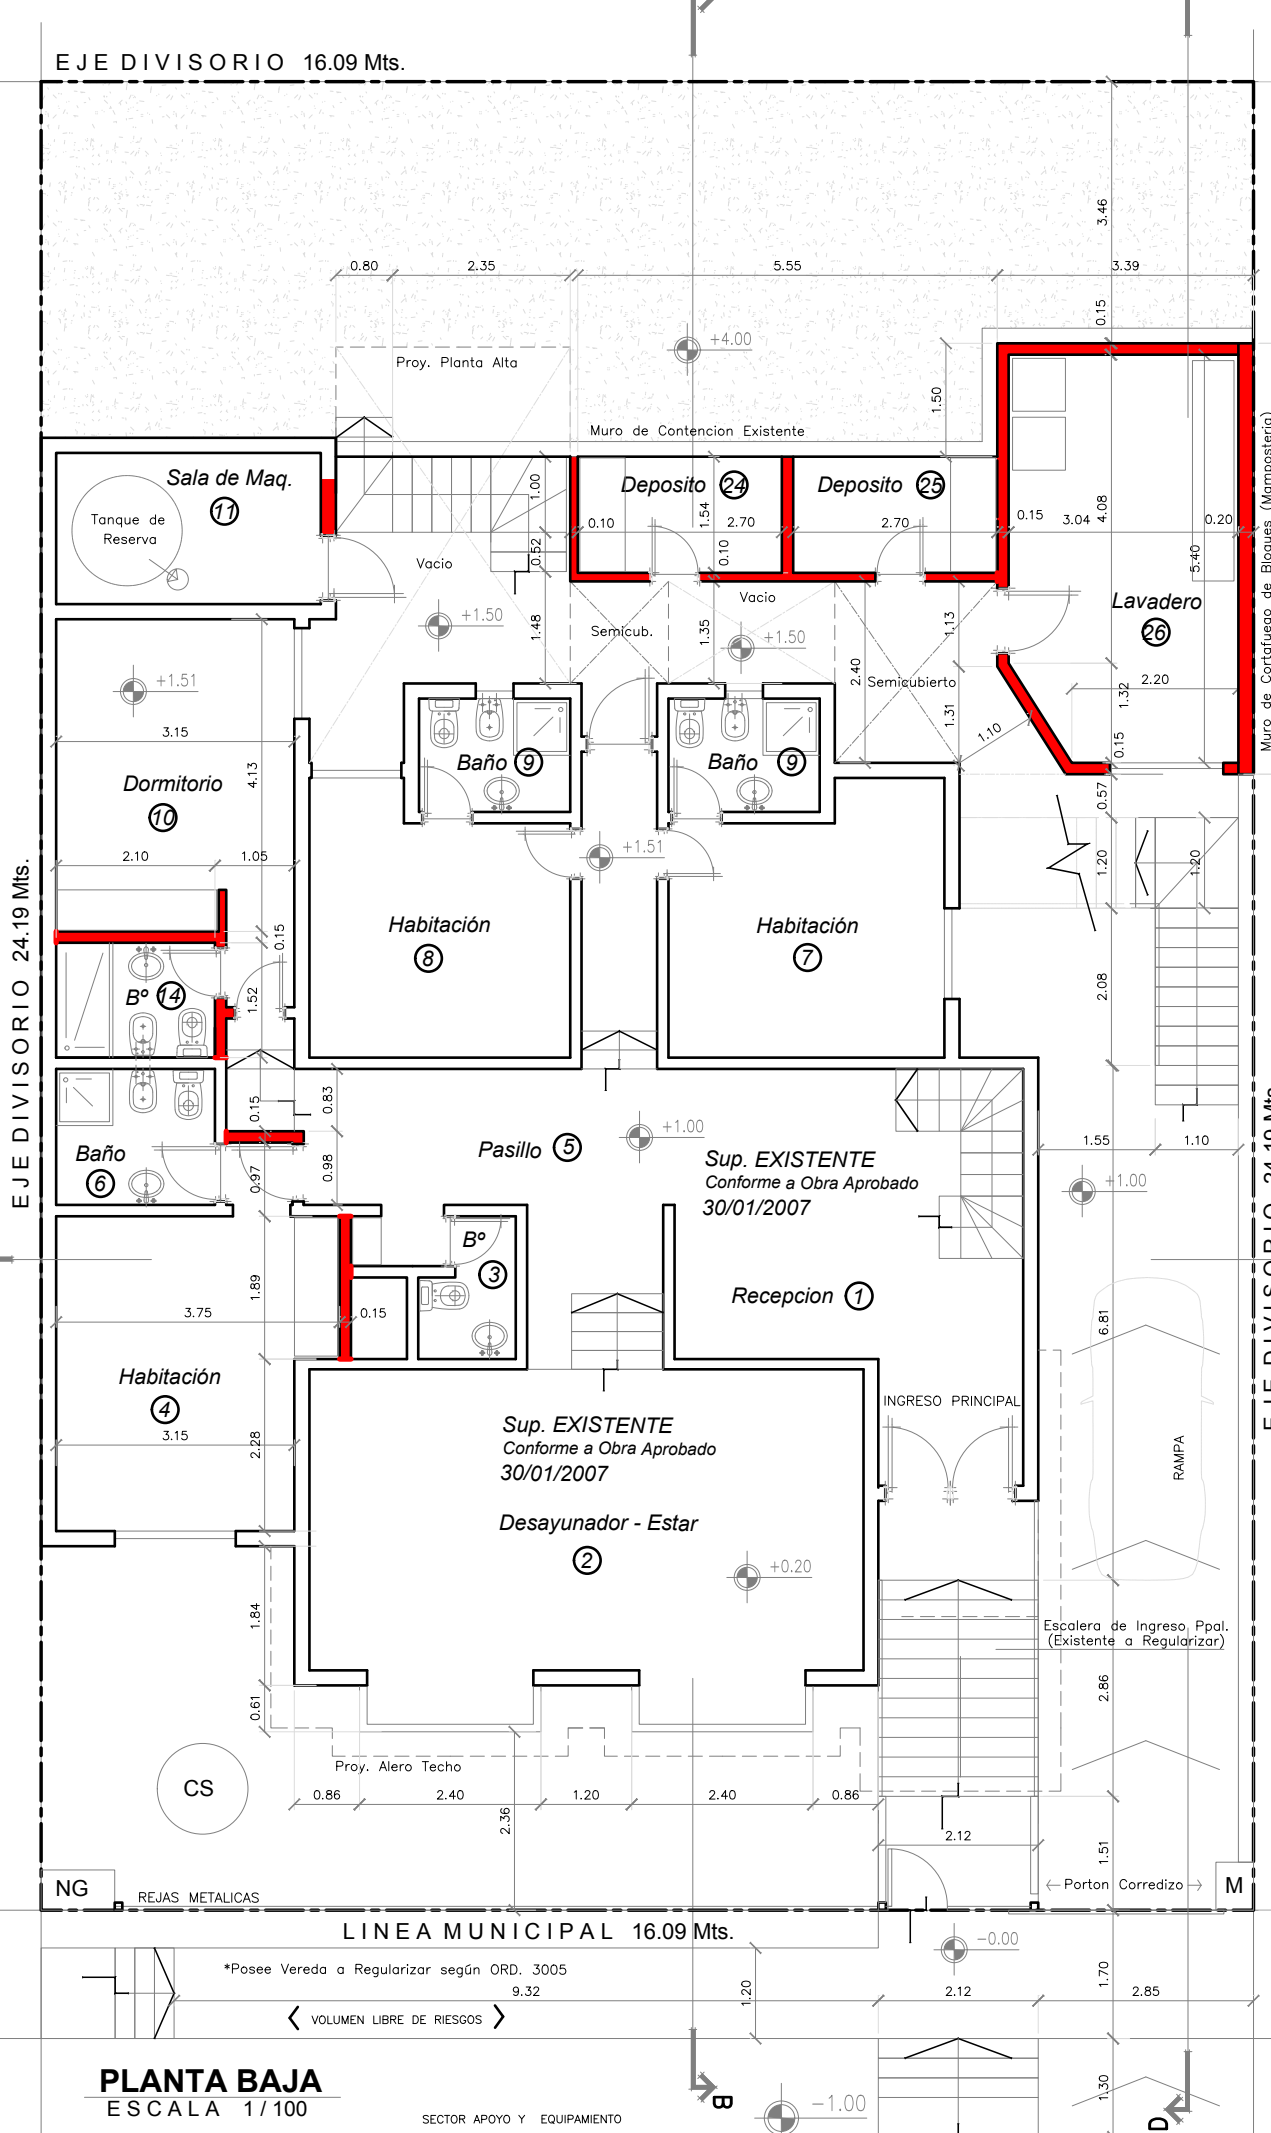 EJE DIVISORIO 16.09 Mts.
3.46
0.80
2.35
5.55
3.39
0.15
+4.00
Proy. Planta Alta
1.50
Muro de Contencion Existente
Muro de Cortafuego de Bloques (Mamposteria)
Sala de Maq.
11
Tanque de
Reserva
1.00
Deposito 24
Deposito 25
1.54
0.10
2.70
2.70
0.15
3.04
4.08
0.20
0.52
0.10
5.40
Vacio
Vacio
Lavadero
26
+1.50
1.48
Semicub.
1.35
+1.50
1.13
2.40
Semicubierto
+1.51
2.20
1.32
1.31
1.10
3.15
4.13
Baño 9
Baño 9
0.15
Dormitorio
10
0.57
2.10
1.05
+1.51
1.20
1.20
EJE DIVISORIO 24.19 Mts.
Habitación
8
Habitación
7
0.15
Bº 14
1.52
2.08
0.15
0.83
Pasillo 5
+1.00
1.55
1.10
Baño
6
0.97
0.98
Sup. EXISTENTE
Conforme a Obra Aprobado
30/01/2007
+1.00
EJE DIVISORIO 24.19 Mts.
Bº
3
1.89
3.75
0.15
Recepcion 1
6.81
Habitación
4
3.15
2.28
INGRESO PRINCIPAL
Sup. EXISTENTE
Conforme a Obra Aprobado
30/01/2007
RAMPA
Desayunador - Estar
2
+0.20
1.84
Escalera de Ingreso Ppal.
(Existente a Regularizar)
0.61
2.86
Proy. Alero Techo
CS
0.86
2.40
1.20
2.40
0.86
2.36
2.12
1.51
NG
REJAS METALICAS
Porton Corredizo
M
LINEA MUNICIPAL 16.09 Mts.
-0.00
*Posee Vereda a Regularizar según ORD. 3005
1.70
9.32
1.20
2.12
2.85
VOLUMEN LIBRE DE RIESGOS
PLANTA BAJA
ESCALA 1 / 100
B
-1.00
1.30
D
SECTOR APOYO Y EQUIPAMIENTO